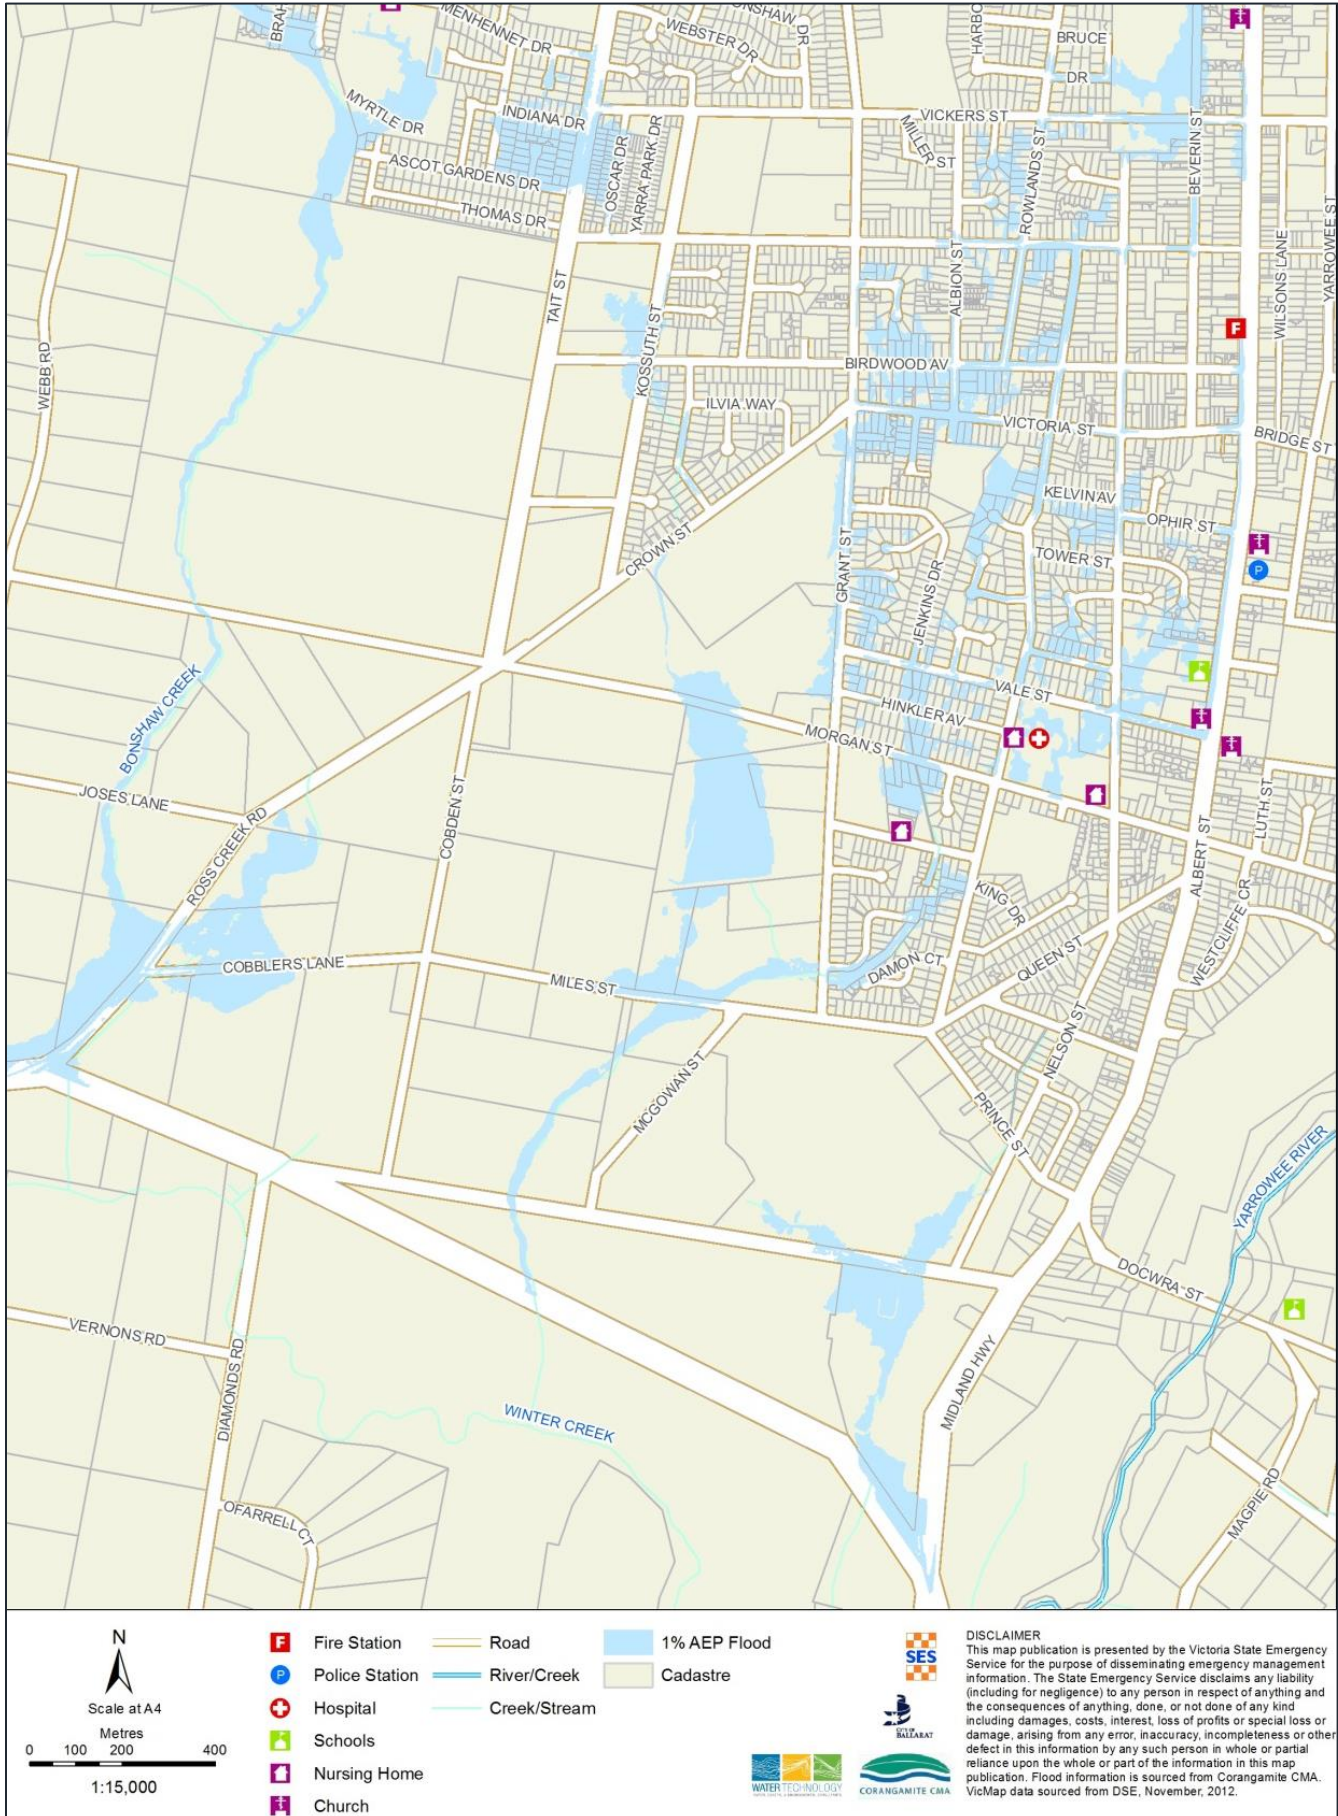 BRAH
MENHENNET DR
ONSHAW DR
WEBSTER DR
HARBO
BRUCE DR
VICKERS ST
MYRTLE DR
INDIANA DR
OSCAR DR
YARRA PARK DR
MILLER ST
ROWLANDS ST
BEVERIN ST
ASCOT GARDENS DR
THOMAS DR
WILSONS LANE
YARROWEE ST
TAIT ST
ALBION ST
F
WEBB RD
KOSSUTH ST
BIRDWOOD AV
ILVIA WAY
VICTORIA ST
BRIDGE ST
KELVIN AV
OPHIR ST
CROWN ST
GRANT ST
TOWER ST
P
JENKINS DR
BONSHAW CREEK
VALE ST
HINKLER AV
MORGAN ST
JOSES LANE
ROSS CREEK RD
COBDEN ST
ALBERT ST
LUTH ST
KING DR
WESTCLIFFE CR
COBBLERS LANE
MILES ST
DAMON CT
QUEEN ST
NELSON ST
MCGOWAN ST
PRINCE ST
YARROWEE RIVER
DOCWRA ST
VERNONS RD
DIAMONDS RD
MIDLAND HWY
WINTER CREEK
OFARRELL CT
MAGPIE RD
N
Scale at A4
Metres
0 100 200 400
1:15,000
F Fire Station
P Police Station
Hospital
Schools
Nursing Home
Church
Road
River/Creek
Creek/Stream
1% AEP Flood
Cadastre
SES
CITY OF
BALLARAT
WATER TECHNOLOGY
CORANGAMITE CMA
DISCLAIMER
This map publication is presented by the Victoria State Emergency
Service for the purpose of disseminating emergency management
information. The State Emergency Service disclaims any liability
(including for negligence) to any person in respect of anything and
the consequences of anything, done, or not done of any kind
including damages, costs, interest, loss of profits or special loss or
damage, arising from any error, inaccuracy, incompleteness or other
defect in this information by any such person in whole or partial
reliance upon the whole or part of the information in this map
publication. Flood information is sourced from Corangamite CMA.
VicMap data sourced from DSE, November, 2012.